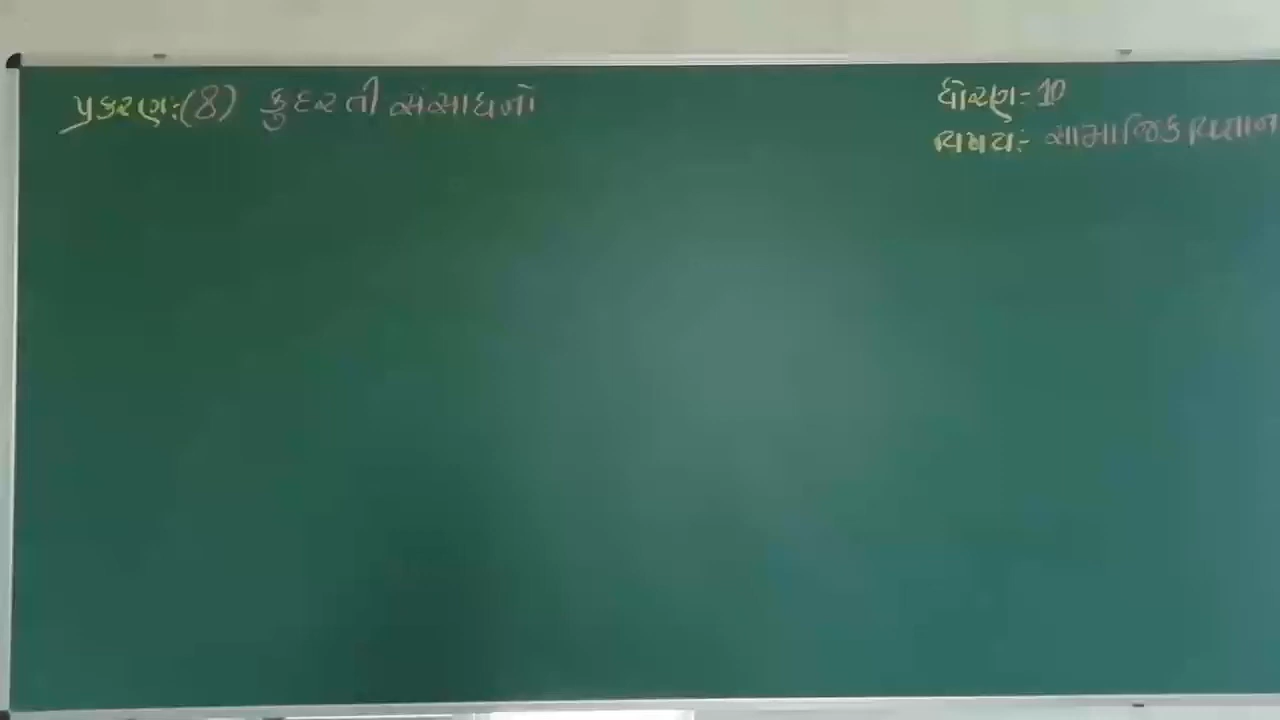 પ્રકરણ:(8) કુદરતી સંસાધનો
ધોરણ:- 10
વિષય:- સામાજિક વિજ્ઞાન